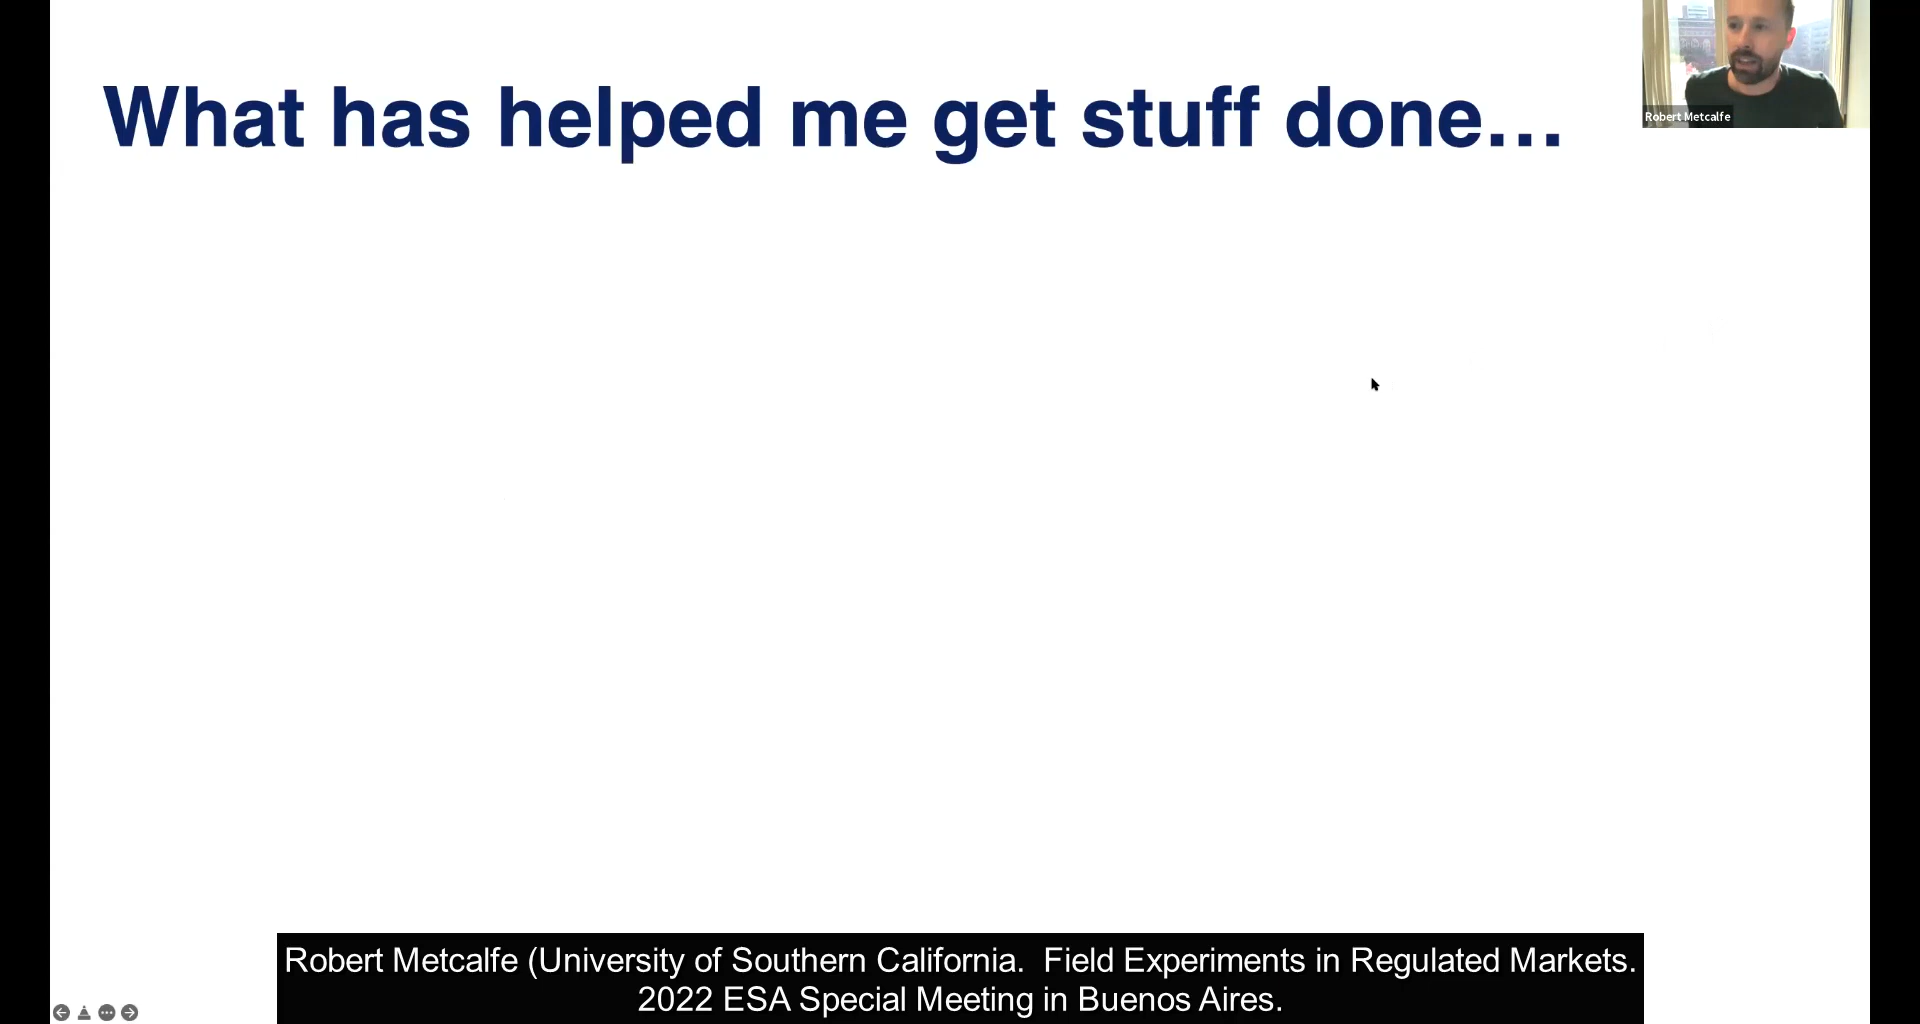 What has helped me get stuff done...
Robert Metcalfe
Robert Metcalfe (University of Southern California.  Field Experiments in Regulated Markets.
2022 ESA Special Meeting in Buenos Aires.